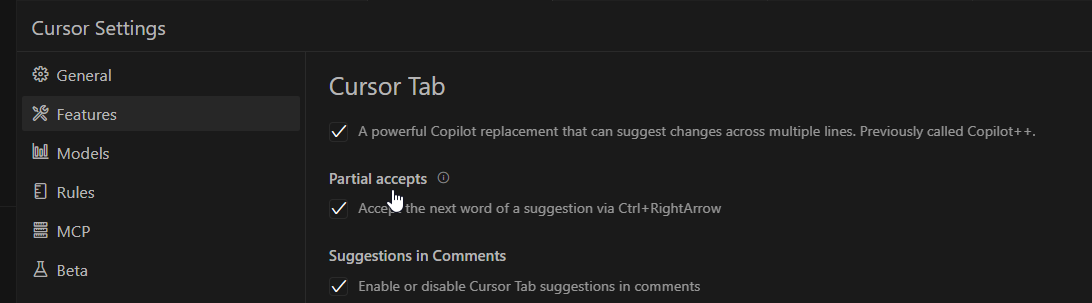 Cursor Settings
General
Features
Models
Rules
MCP
Beta
Cursor Tab
A powerful Copilot replacement that can suggest changes across multiple lines. Previously called Copilot++.
Partial accepts
Accept the next word of a suggestion via Ctrl+RightArrow
Suggestions in Comments
Enable or disable Cursor Tab suggestions in comments